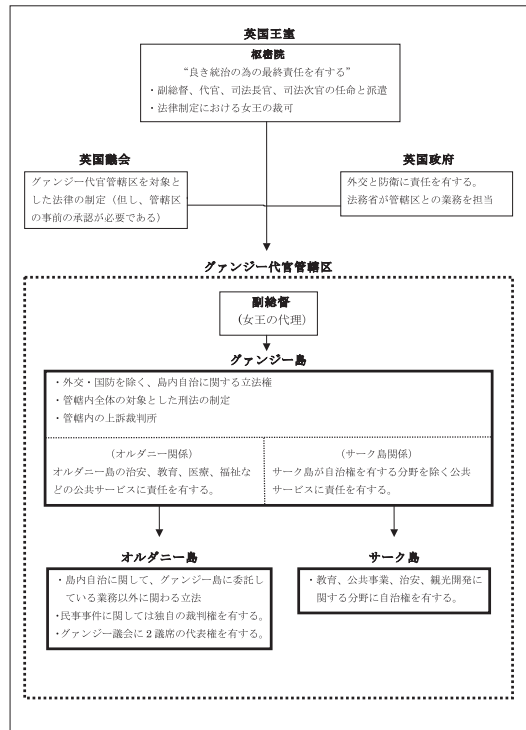 英国王室
枢密院
“良き統治の為の最終責任を有する”
・副総督、代官、司法長官、司法次官の任命と派遣
・法律制定における女王の裁可
英国議会
グァンジー代官管轄区を対象と
した法律の制定（但し、管轄区
の事前の承認が必要である）
英国政府
外交と防衛に責任を有する。
法務省が管轄区との業務を担当
グァンジー代官管轄区
副総督
（女王の代理）
グァンジー島
・外交・国防を除く、島内自治に関する立法権
・管轄内全体の対象とした刑法の制定
・管轄内の上訴裁判所
（オルダニー関係）
オルダニー島の治安、教育、医療、福祉な
どの公共サービスに責任を有する。
（サーク島関係）
サーク島が自治権を有する分野を除く公共
サービスに責任を有する。
オルダニー島
・島内自治に関して、グァンジー島に委託し
ている業務以外に関わる立法
・民事事件に関しては独自の裁判権を有する。
・グァンジー議会に2議席の代表権を有する。
サーク島
・教育、公共事業、治安、観光開発に
関する分野に自治権を有する。